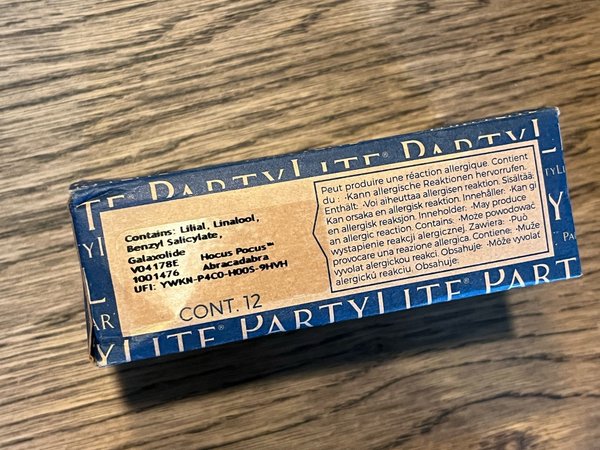 PARTYLITE® PARTYL
Contains: Lilial, Linalool,
Benzyl Salicylate,
Galaxolide Hocus Pocus™
V04178E Abracadabra
1001476
UFI: YWKN-P4C0-H00S-9HVH
CONT. 12
Peut produire une réaction allergique. Contient
du : ·Kann allergische Reaktionen hervorrufen.
Enthält: ·Voi aiheuttaa allergisen reaktion. Sisältää:
Kan orsaka en allergisk reaktion. Innehåller: ·Kan gi
en allergisk reaksjon. Inneholder: ·May produce
an allergic reaction. Contains: ·Może powodować
wystąpienie reakcji alergicznej. Zawiera: ·Può
provocare una reazione allergica. Contiene: ·Může
vyvolat alergickou reakci. Obsahuje: ·Môže vyvolať
alergickú reakciu. Obsahuje:
LITE® PARTYLITE® PART